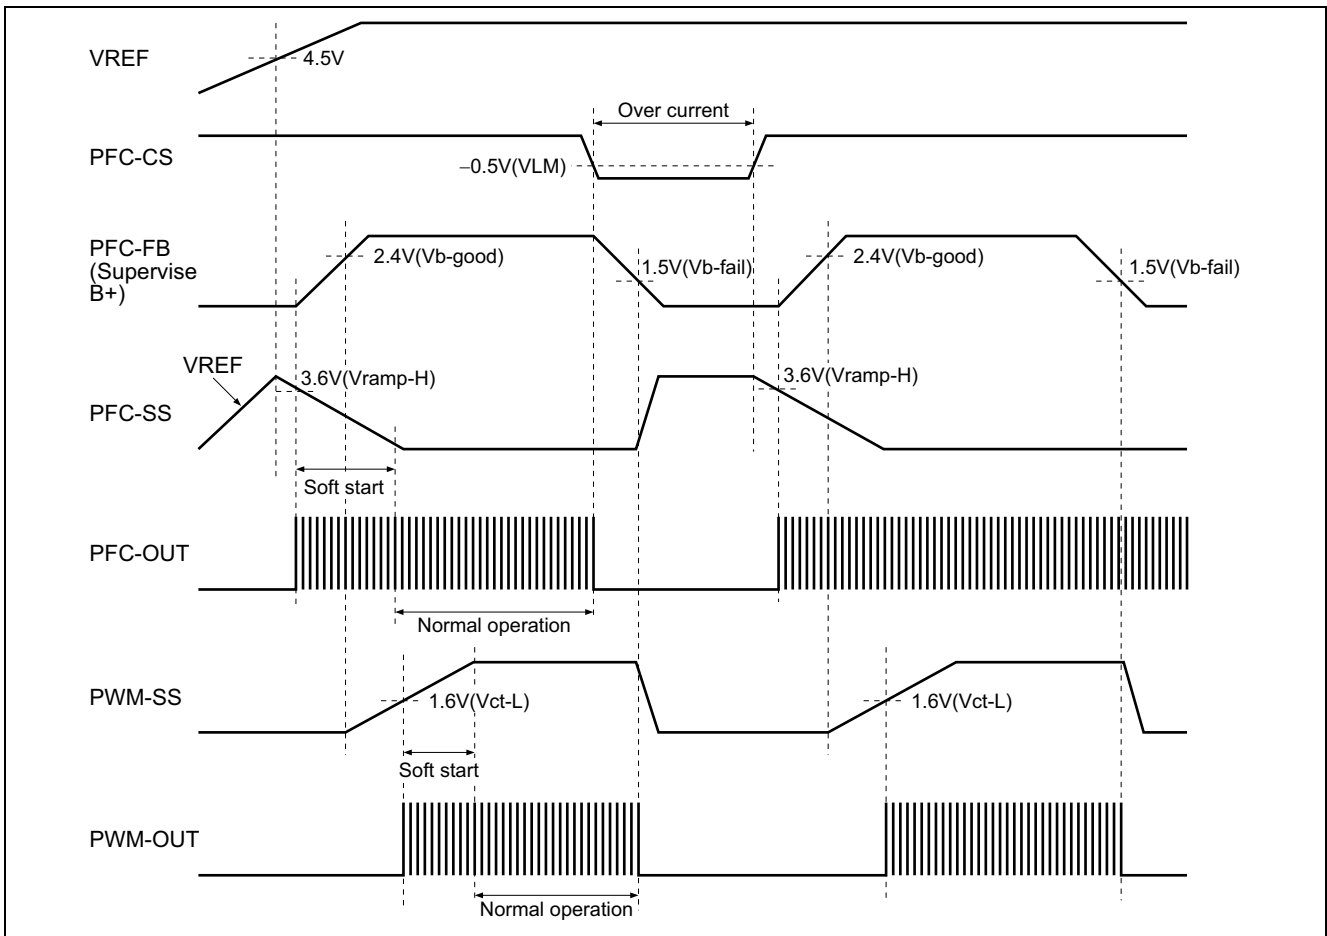 VREF
4.5V
Over current
PFC-CS
−0.5V(VLM)
PFC-FB
(Supervise
B+)
2.4V(Vb-good)
1.5V(Vb-fail)
2.4V(Vb-good)
1.5V(Vb-fail)
VREF
3.6V(Vramp-H)
3.6V(Vramp-H)
PFC-SS
Soft start
PFC-OUT
Normal operation
PWM-SS
1.6V(Vct-L)
1.6V(Vct-L)
Soft start
PWM-OUT
Normal operation